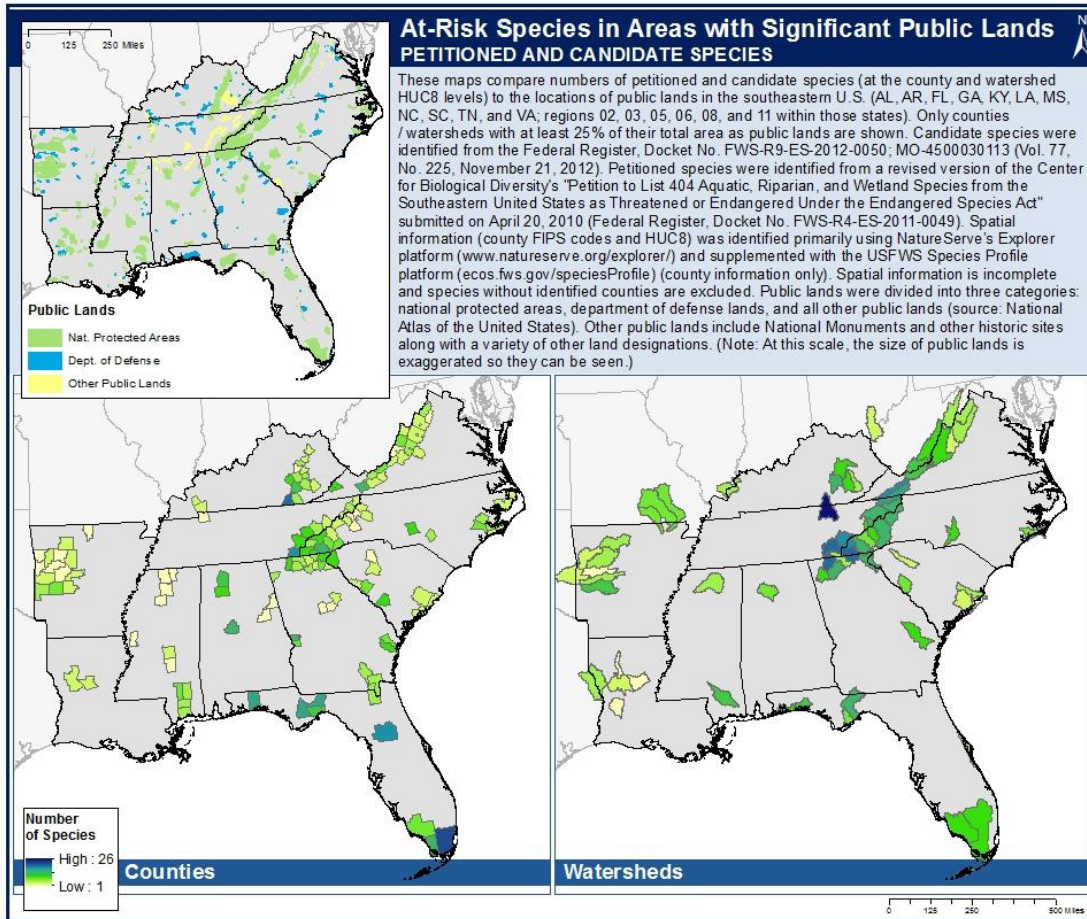 At-Risk Species in Areas with Significant Public Lands
PETITIONED AND CANDIDATE SPECIES
N
These maps compare numbers of petitioned and candidate species (at the county and watershed
HUC8 levels) to the locations of public lands in the southeastern U.S. (AL, AR, FL, GA, KY, LA, MS,
NC, SC, TN, and VA; regions 02, 03, 05, 06, 08, and 11 within those states). Only counties
/watersheds with at least 25% of their total area as public lands are shown. Candidate species were
identified from the Federal Register, Docket No. FWS-R9-ES-2012-0050; MO-4500030113 (Vol. 77,
No. 225, November 21, 2012). Petitioned species were identified from a revised version of the Center
for Biological Diversity's "Petition to List 404 Aquatic, Riparian, and Wetland Species from the
Southeastern United States as Threatened or Endangered Under the Endangered Species Act"
submitted on April 20, 2010 (Federal Register, Docket No. FWS-R4-ES-2011-0049). Spatial
information (county FIPS codes and HUC8) was identified primarily using NatureServe's Explorer
platform (www.natureserve.org/explorer/) and supplemented with the USFWS Species Profile
platform (ecos.fws.gov/speciesProfile) (county information only). Spatial information is incomplete
and species without identified counties are excluded. Public lands were divided into three categories:
national protected areas, department of defense lands, and all other public lands (source: National
Atlas of the United States). Other public lands include National Monuments and other historic sites
along with a variety of other land designations. (Note: At this scale, the size of public lands is
exaggerated so they can be seen.)
0 125 250 Miles
Public Lands
Nat. Protected Areas
Dept. of Defense
Other Public Lands
Number
of Species
High : 26
Low : 1
Counties
Watersheds
0 125 250 500 Miles